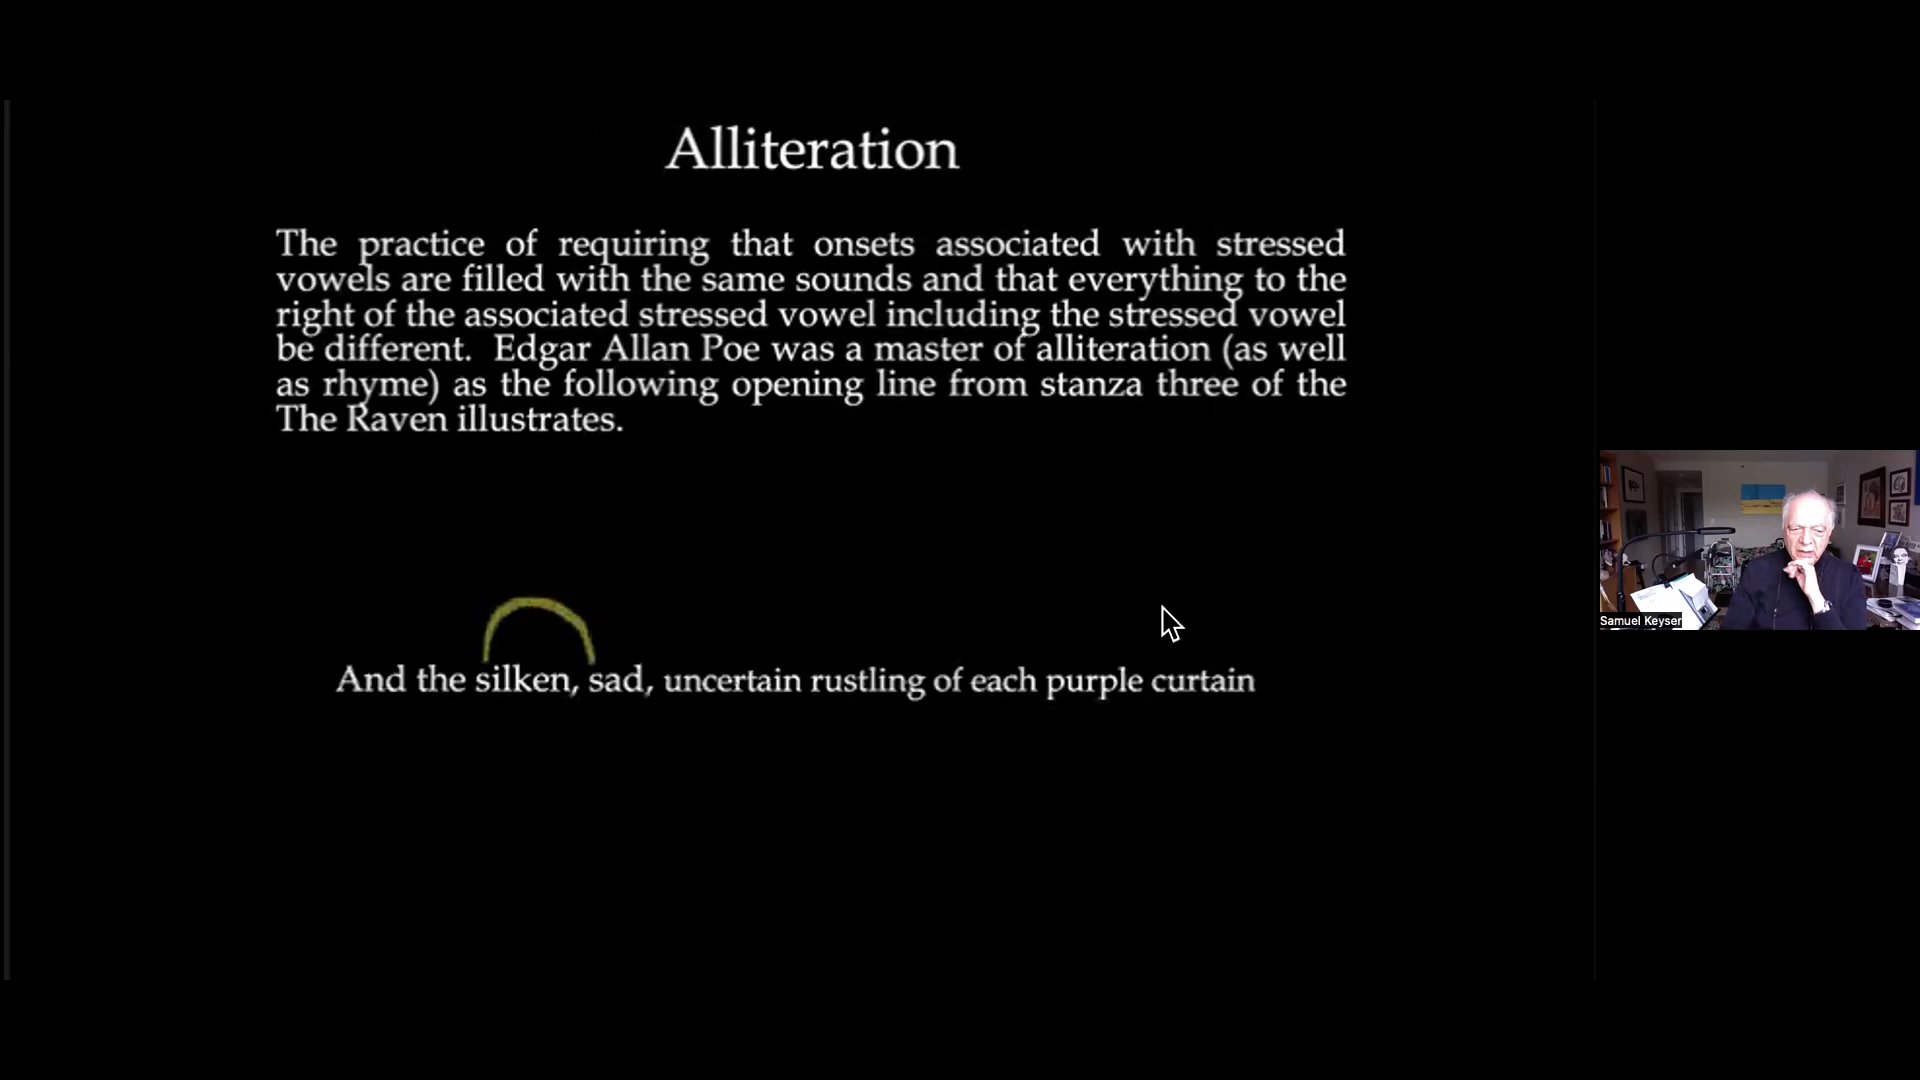 Alliteration
The practice of requiring that onsets associated with stressed
vowels are filled with the same sounds and that everything to the
right of the associated stressed vowel including the stressed vowel
be different. Edgar Allan Poe was a master of alliteration (as well
as rhyme) as the following opening line from stanza three of the
The Raven illustrates.
And the silken, sad, uncertain rustling of each purple curtain
Samuel Keyser